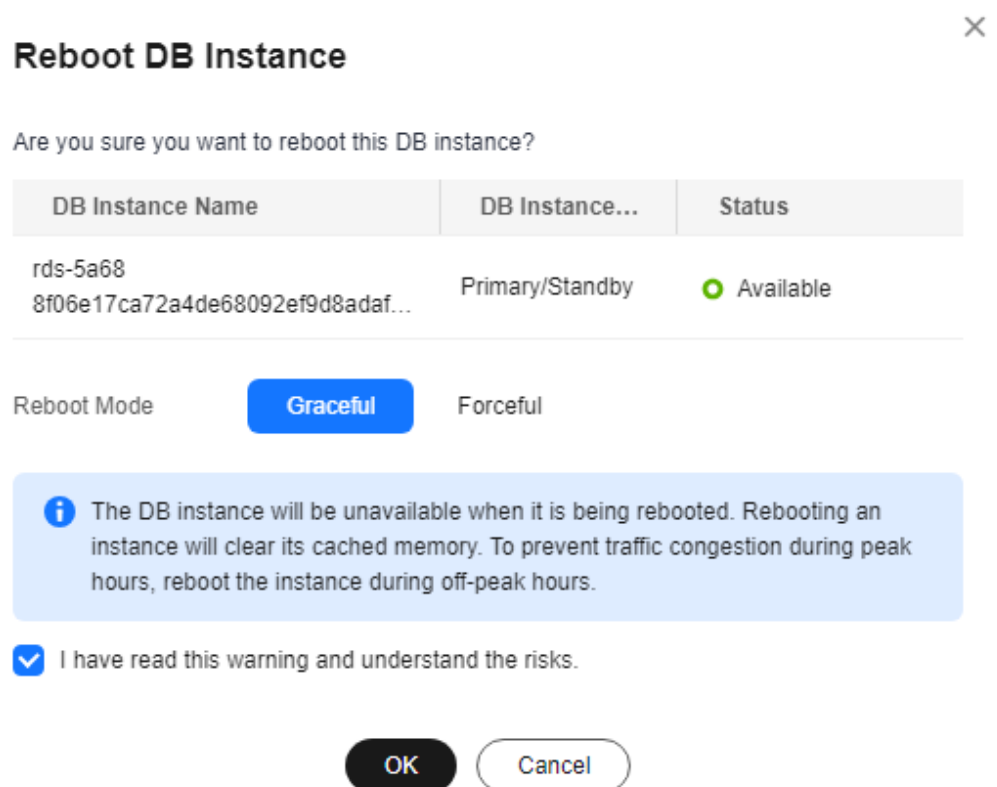 Reboot DB Instance
Are you sure you want to reboot this DB instance?
DB Instance Name DB Instance... Status
rds-5a68
8f06e17ca72a4de68092ef9d8adaf...
Primary/Standby
Available
Reboot Mode Graceful Forceful
The DB instance will be unavailable when it is being rebooted. Rebooting an
instance will clear its cached memory. To prevent traffic congestion during peak
hours, reboot the instance during off-peak hours.
I have read this warning and understand the risks.
OK Cancel